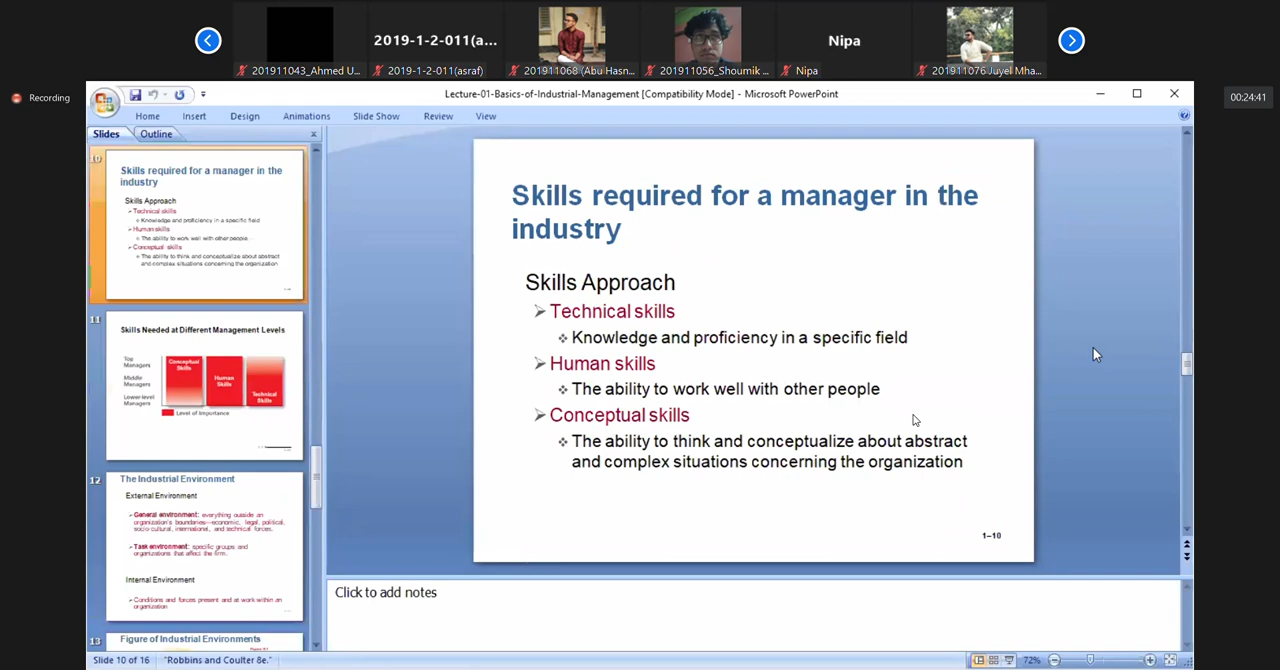 2019-1-2-011(a...
Nipa
201911043_Ahmed U...
2019-1-2-011(asraf)
201911068 (Abu Hasn...
201911056_Shoumik ...
Nipa
201911076 Juyel Mha...
Recording
00:24:41
Lecture-01-Basics-of-Industrial-Management [Compatibility Mode] - Microsoft PowerPoint
Home Insert Design Animations Slide Show Review View
Slides Outline
10
Skills required for a manager in the
industry
Skills Approach
Technical skills
Knowledge and proficiency in a specific field
Human skills
The ability to work well with other people
Conceptual skills
The ability to think and conceptualize about abstract
and complex situations concerning the organization
11
Skills Needed at Different Management Levels
Top
Managers
Middle
Managers
Lower-level
Managers
Conceptual
Skills
Human
Skills
Technical
Skills
Level of Importance
12
The Industrial Environment
External Environment
General environment: everything outside an
organization's boundaries—economic, legal, political,
socio-cultural, international, and technical forces.
Task environment: specific groups and
organizations that affect the firm.
Internal Environment
Conditions and forces present and at work within an
organization
13
Figure of Industrial Environments
Skills required for a manager in the
industry
Skills Approach
Technical skills
Knowledge and proficiency in a specific field
Human skills
The ability to work well with other people
Conceptual skills
The ability to think and conceptualize about abstract
and complex situations concerning the organization
1–10
Click to add notes
Slide 10 of 16 "Robbins and Coulter 8e." 72%